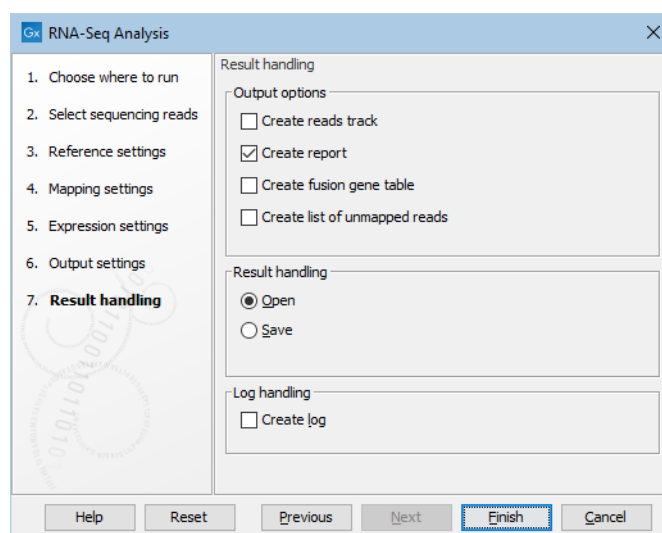 Gx RNA-Seq Analysis
1. Choose where to run
2. Select sequencing reads
3. Reference settings
4. Mapping settings
5. Expression settings
6. Output settings
7. Result handling
Result handling
Output options
Create reads track
Create report
Create fusion gene table
Create list of unmapped reads
Result handling
Open
Save
Log handling
Create log
Help Reset Previous Next Finish Cancel